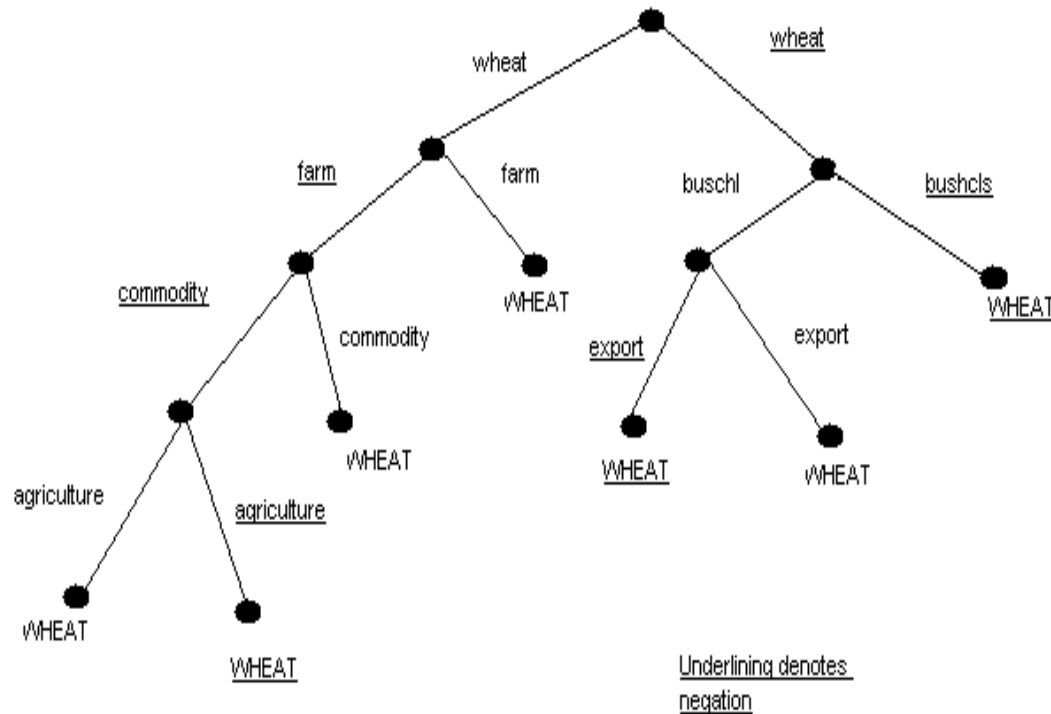 wheat
wheat
farm
farm
buschl
bushcls
commodity
commodity
WHEAT
WHEAT
export
export
WHEAT
WHEAT
WHEAT
agriculture
agriculture
WHEAT
WHEAT
Underlining denotes
negation